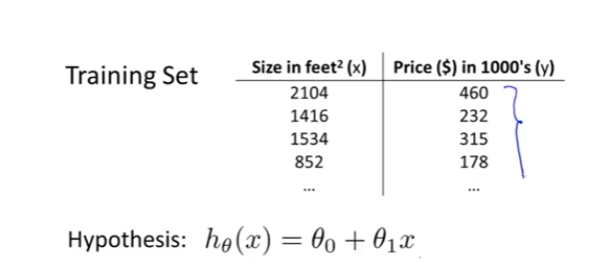 Training Set
Size in feet² (x) Price ($) in 1000's (y)
2104 460
1416 232
1534 315
852 178
... ...
Hypothesis: hθ(x) = θ₀ + θ₁x